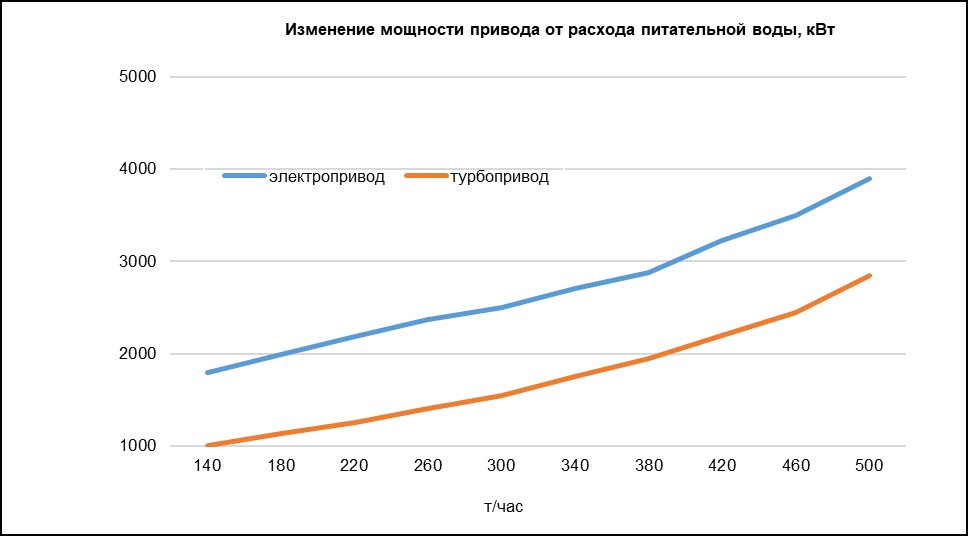 Изменение мощности привода от расхода питательной воды, кВт
5000
4000
электропривод турбопривод
3000
2000
1000
140 180 220 260 300 340 380 420 460 500
т/час